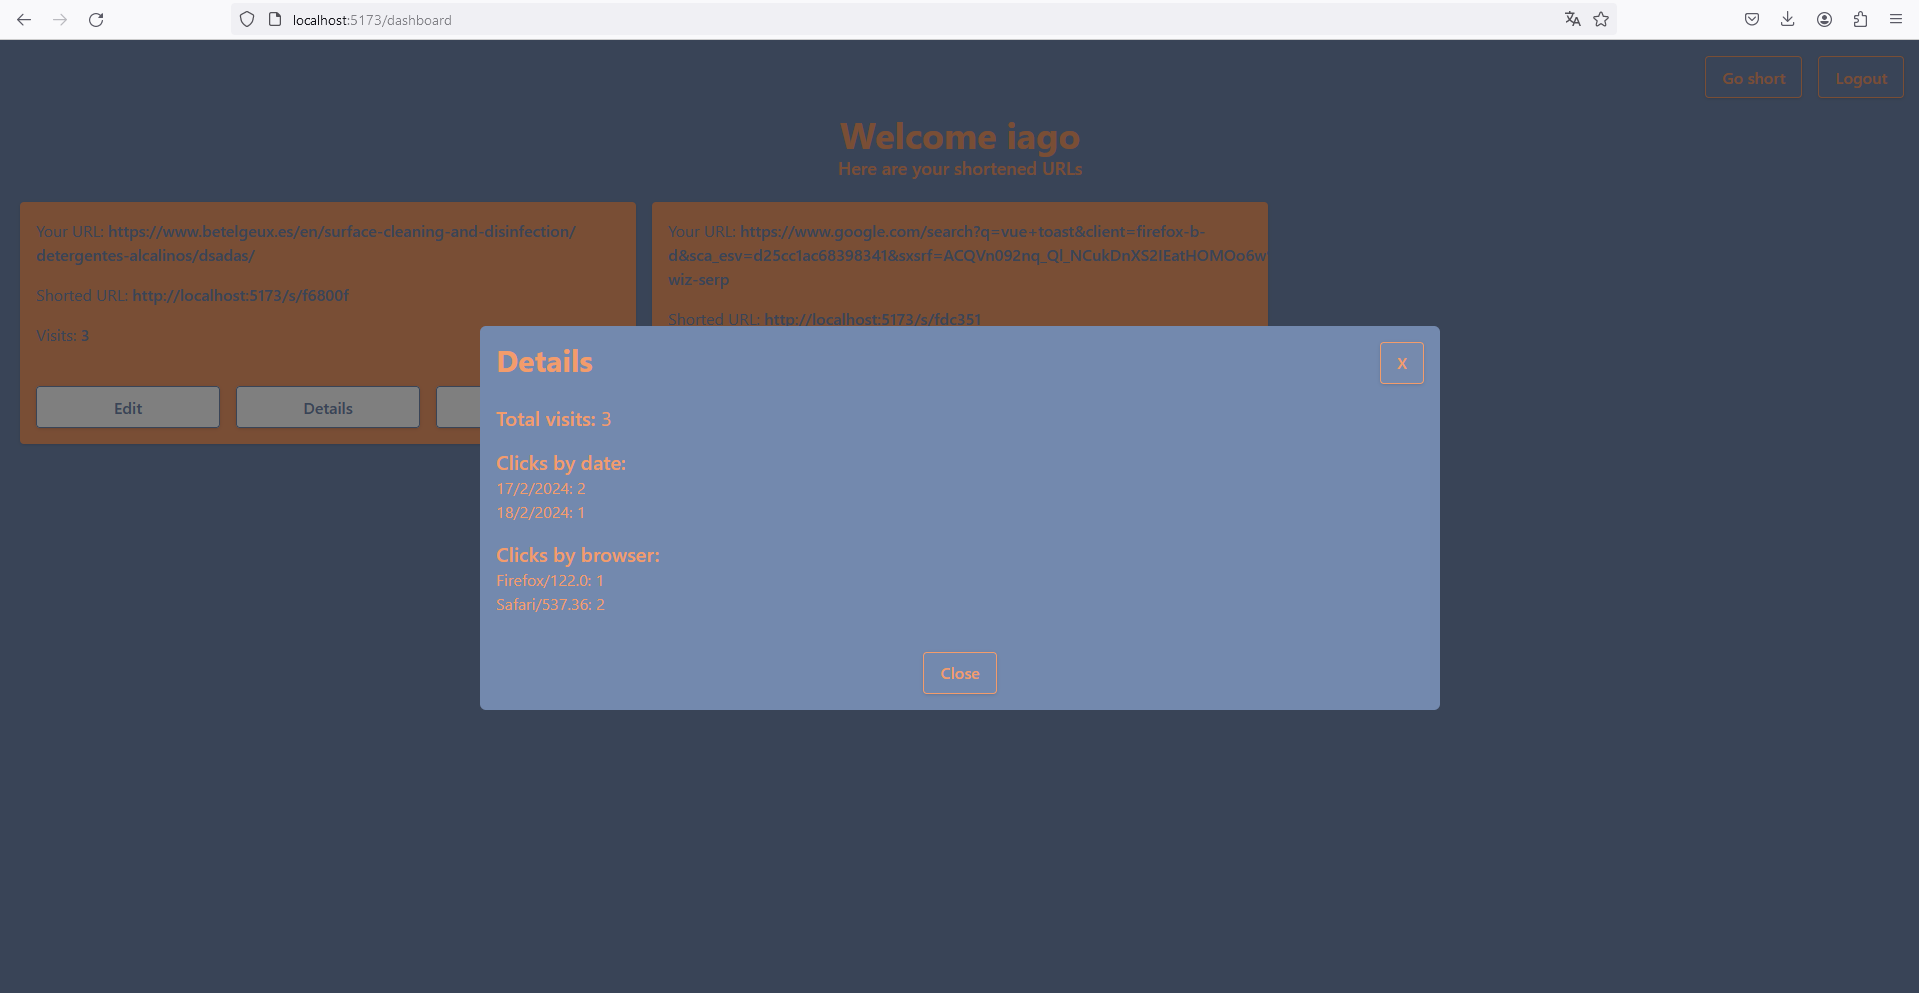 localhost:5173/dashboard
Go short
Logout
Welcome iago
Here are your shortened URLs
Your URL: https://www.betelgeux.es/en/surface-cleaning-and-disinfection/
detergentes-alcalinos/dsadas/
Shorted URL: http://localhost:5173/s/f6800f
Visits: 3
Edit
Details
Your URL: https://www.google.com/search?q=vue+toast&client=firefox-b-
d&sca_esv=d25cc1ac68398341&sxsrf=ACQVn092nq_Ql_NCukDnXS2IEatHOMOo6w
wiz-serp
Shorted URL: http://localhost:5173/s/fdc351
Details
X
Total visits: 3
Clicks by date:
17/2/2024: 2
18/2/2024: 1
Clicks by browser:
Firefox/122.0: 1
Safari/537.36: 2
Close